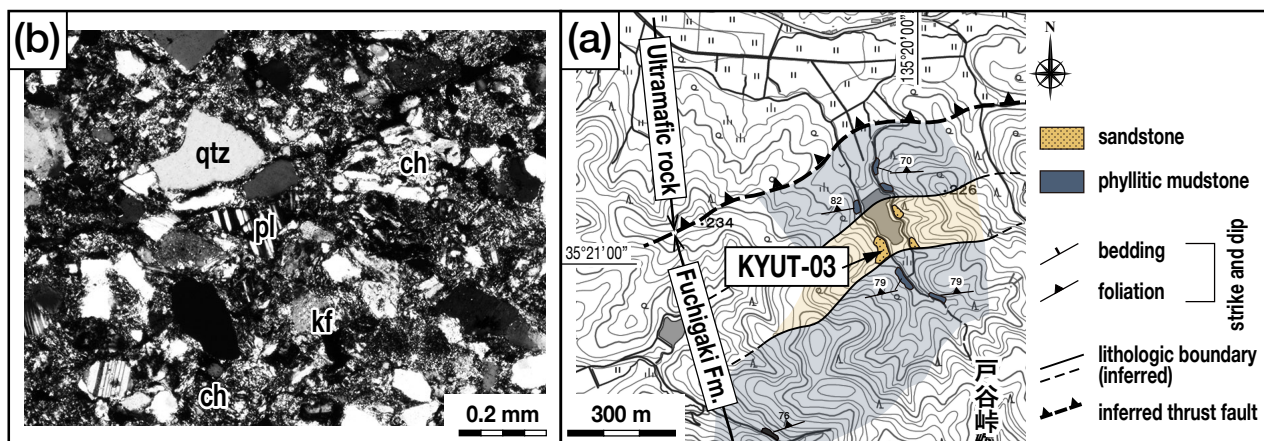 (b)
qtz
ch
pl
kf
ch
0.2 mm
(a)
135°20'00"
Ultramafic rock
70
326
82
234
35°21'00"
KYUT-03
79
79
Fuchigaki Fm.
76
300 m
戸谷峠
N
sandstone
phyllitic mudstone
bedding
foliation
strike and dip
lithologic boundary
(inferred)
inferred thrust fault